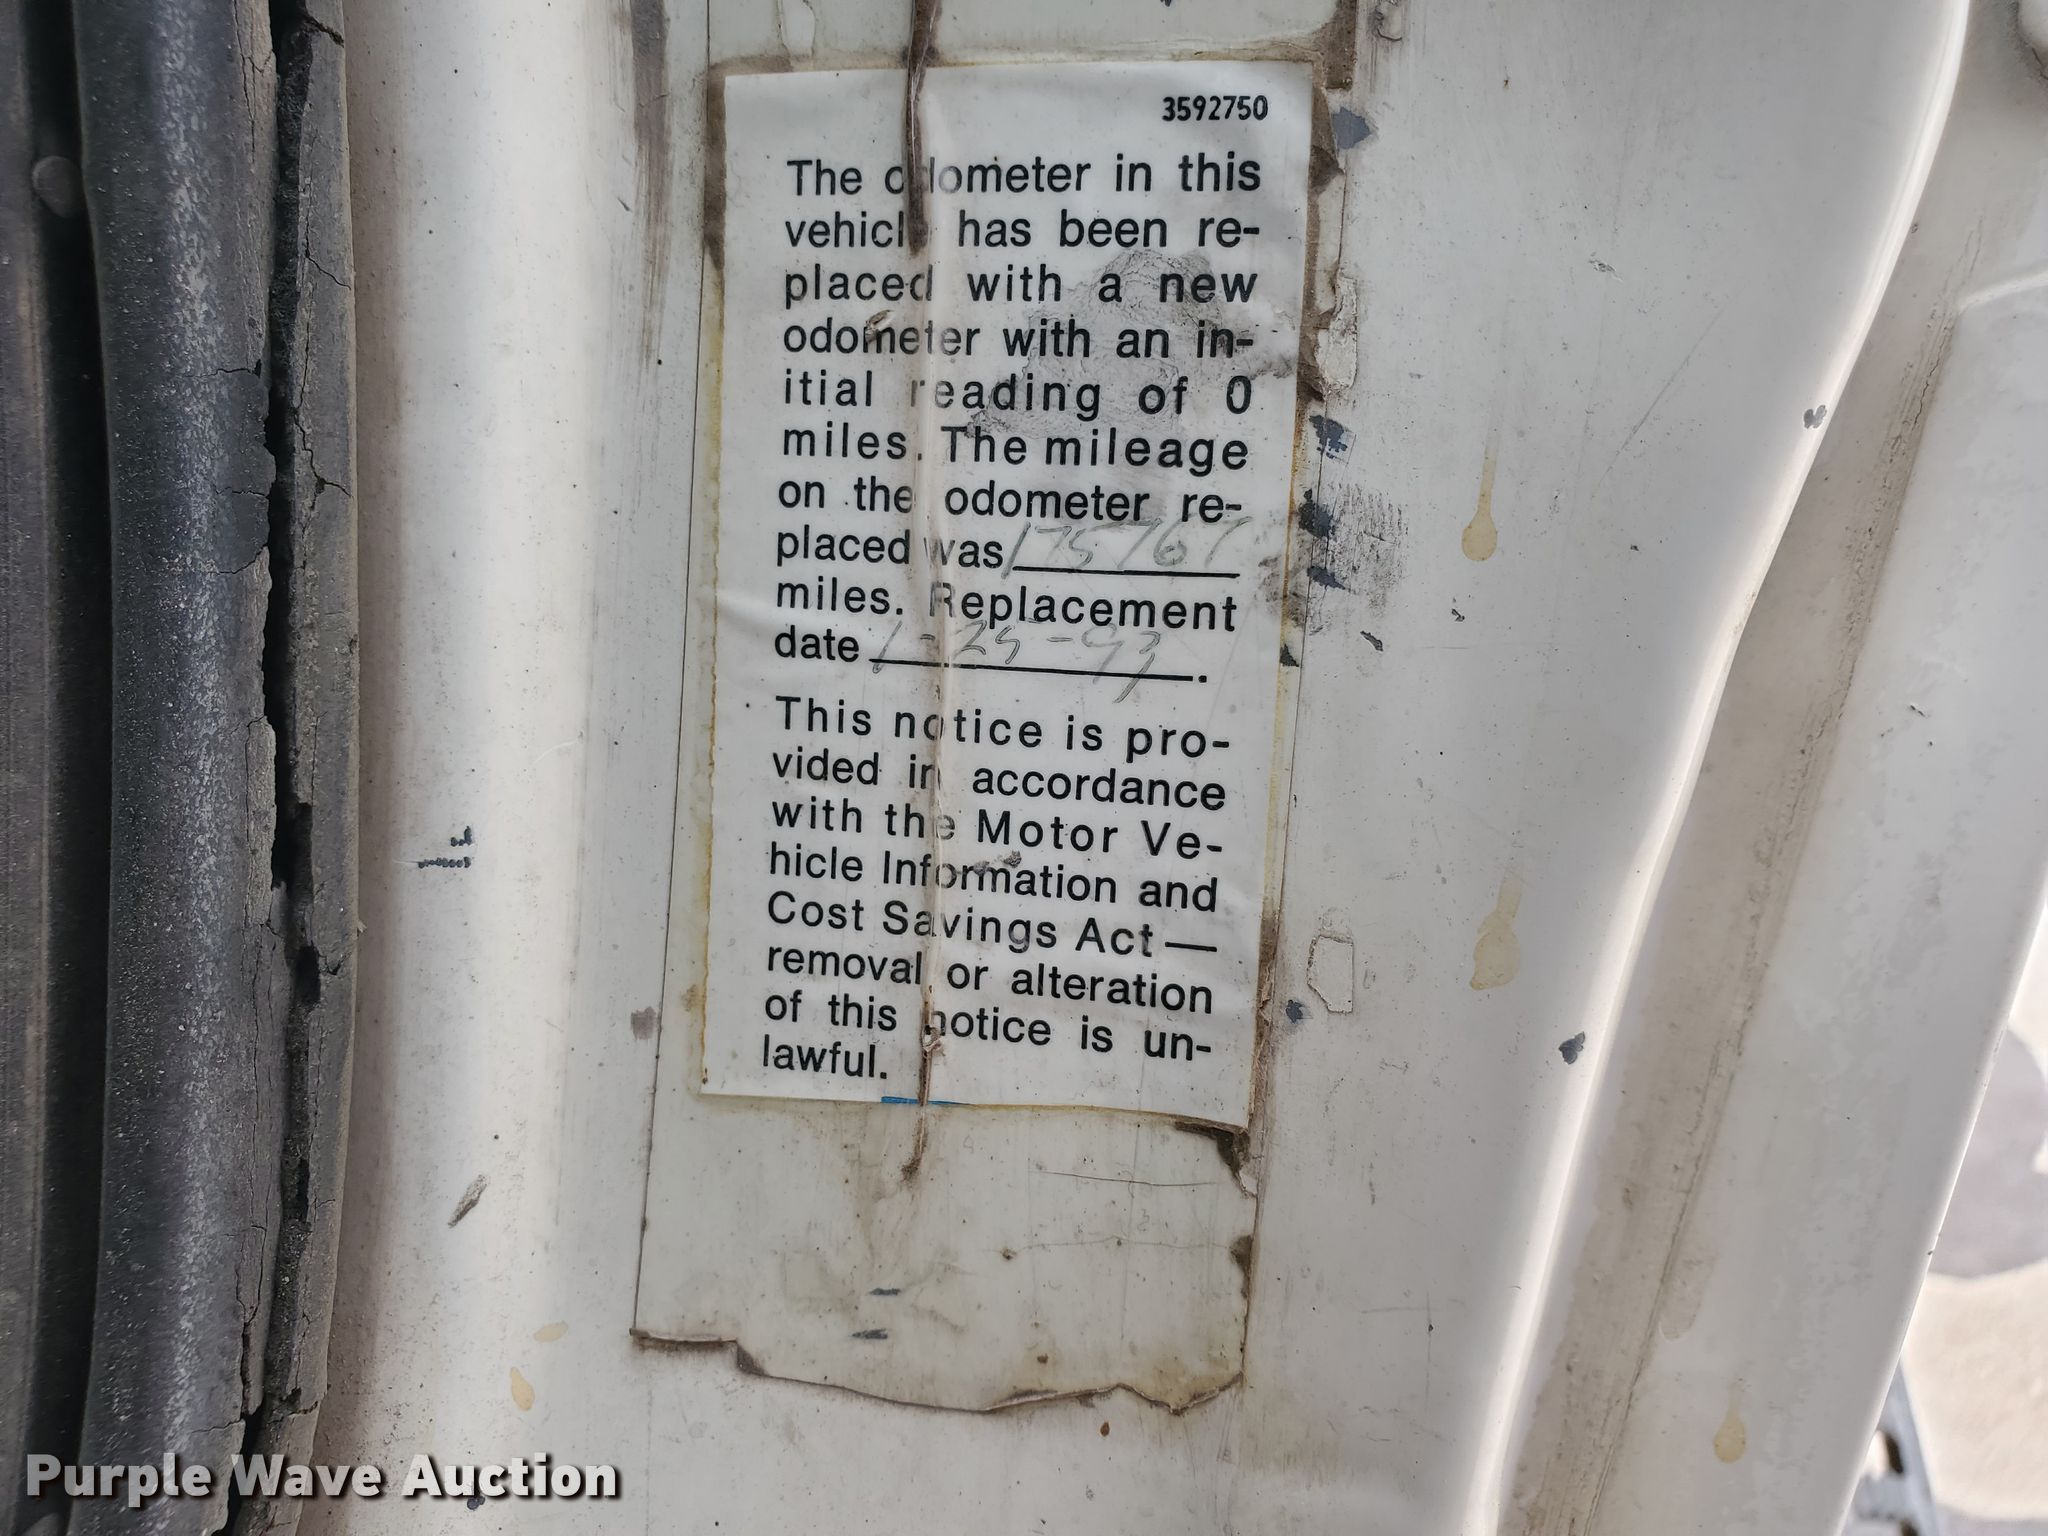 3592750
The odometer in this
vehicle has been re-
placed with a new
odometer with an in-
itial reading of 0
miles. The mileage
on the odometer re-
placed was 175767
miles. Replacement
date 1-25-93.
This notice is pro-
vided in accordance
with the Motor Ve-
hicle Information and
Cost Savings Act—
removal or alteration
of this notice is un-
lawful.
Purple Wave Auction